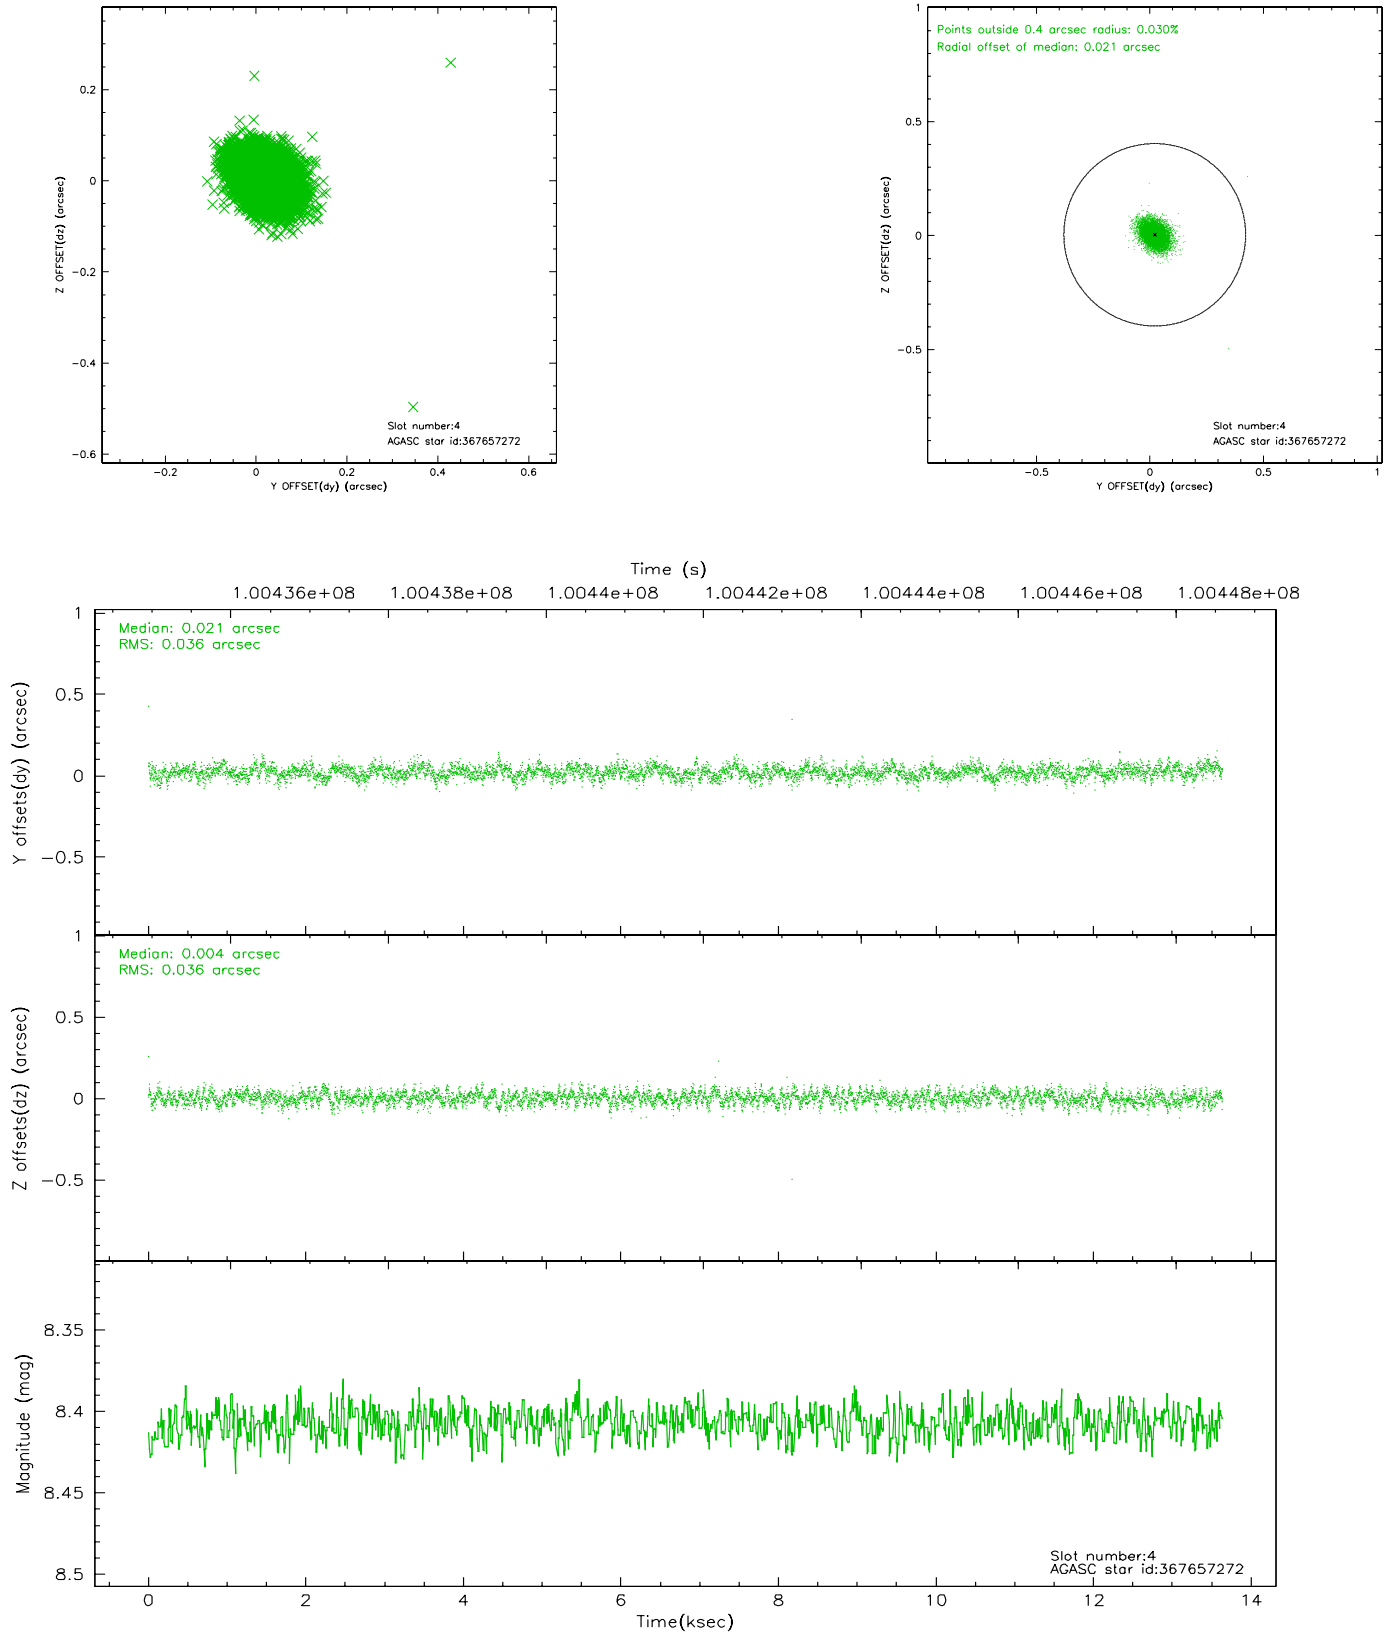 0.2
0
−0.2
−0.4
−0.6
Z OFFSET(dz) (arcsec)
Slot number:4
AGASC star id:367657272
−0.2 0 0.2 0.4 0.6
Y OFFSET(dy) (arcsec)
Points outside 0.4 arcsec radius: 0.030%
Radial offset of median: 0.021 arcsec
1
0.5
0
−0.5
Z OFFSET(dz) (arcsec)
Slot number:4
AGASC star id:367657272
−0.5 0 0.5 1
Y OFFSET(dy) (arcsec)
Time (s)
1.00436e+08 1.00438e+08 1.0044e+08 1.00442e+08 1.00444e+08 1.00446e+08 1.00448e+08
Median: 0.021 arcsec
RMS: 0.036 arcsec
1
0.5
0
−0.5
Y offsets(dy) (arcsec)
Median: 0.004 arcsec
RMS: 0.036 arcsec
1
0.5
0
−0.5
Z offsets(dz) (arcsec)
8.35
8.4
8.45
8.5
Magnitude (mag)
Slot number:4
AGASC star id:367657272
0 2 4 6 8 10 12 14
Time(ksec)